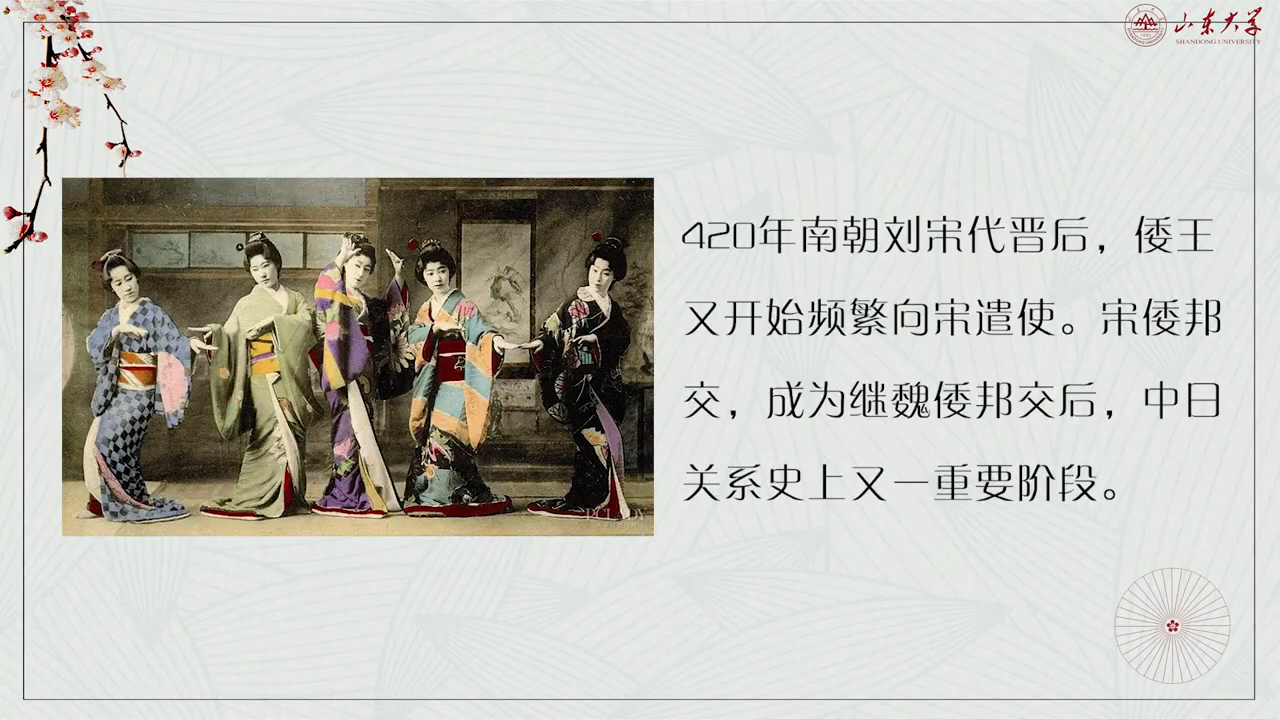 山东大学
SHANDONG UNIVERSITY
420年南朝刘宋代晋后，倭王
又开始频繁向宋遣使。宋倭邦
交，成为继魏倭邦交后，中日
关系史上又一重要阶段。